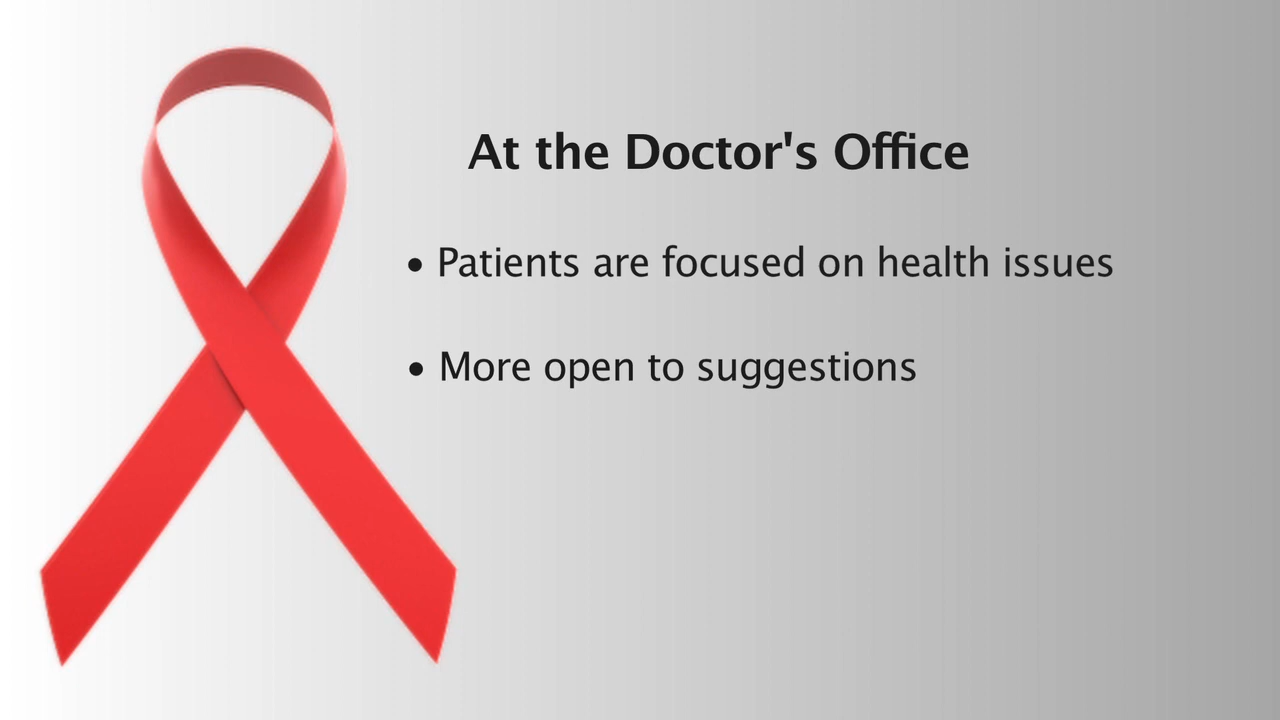 At the Doctor's Office
• Patients are focused on health issues
• More open to suggestions